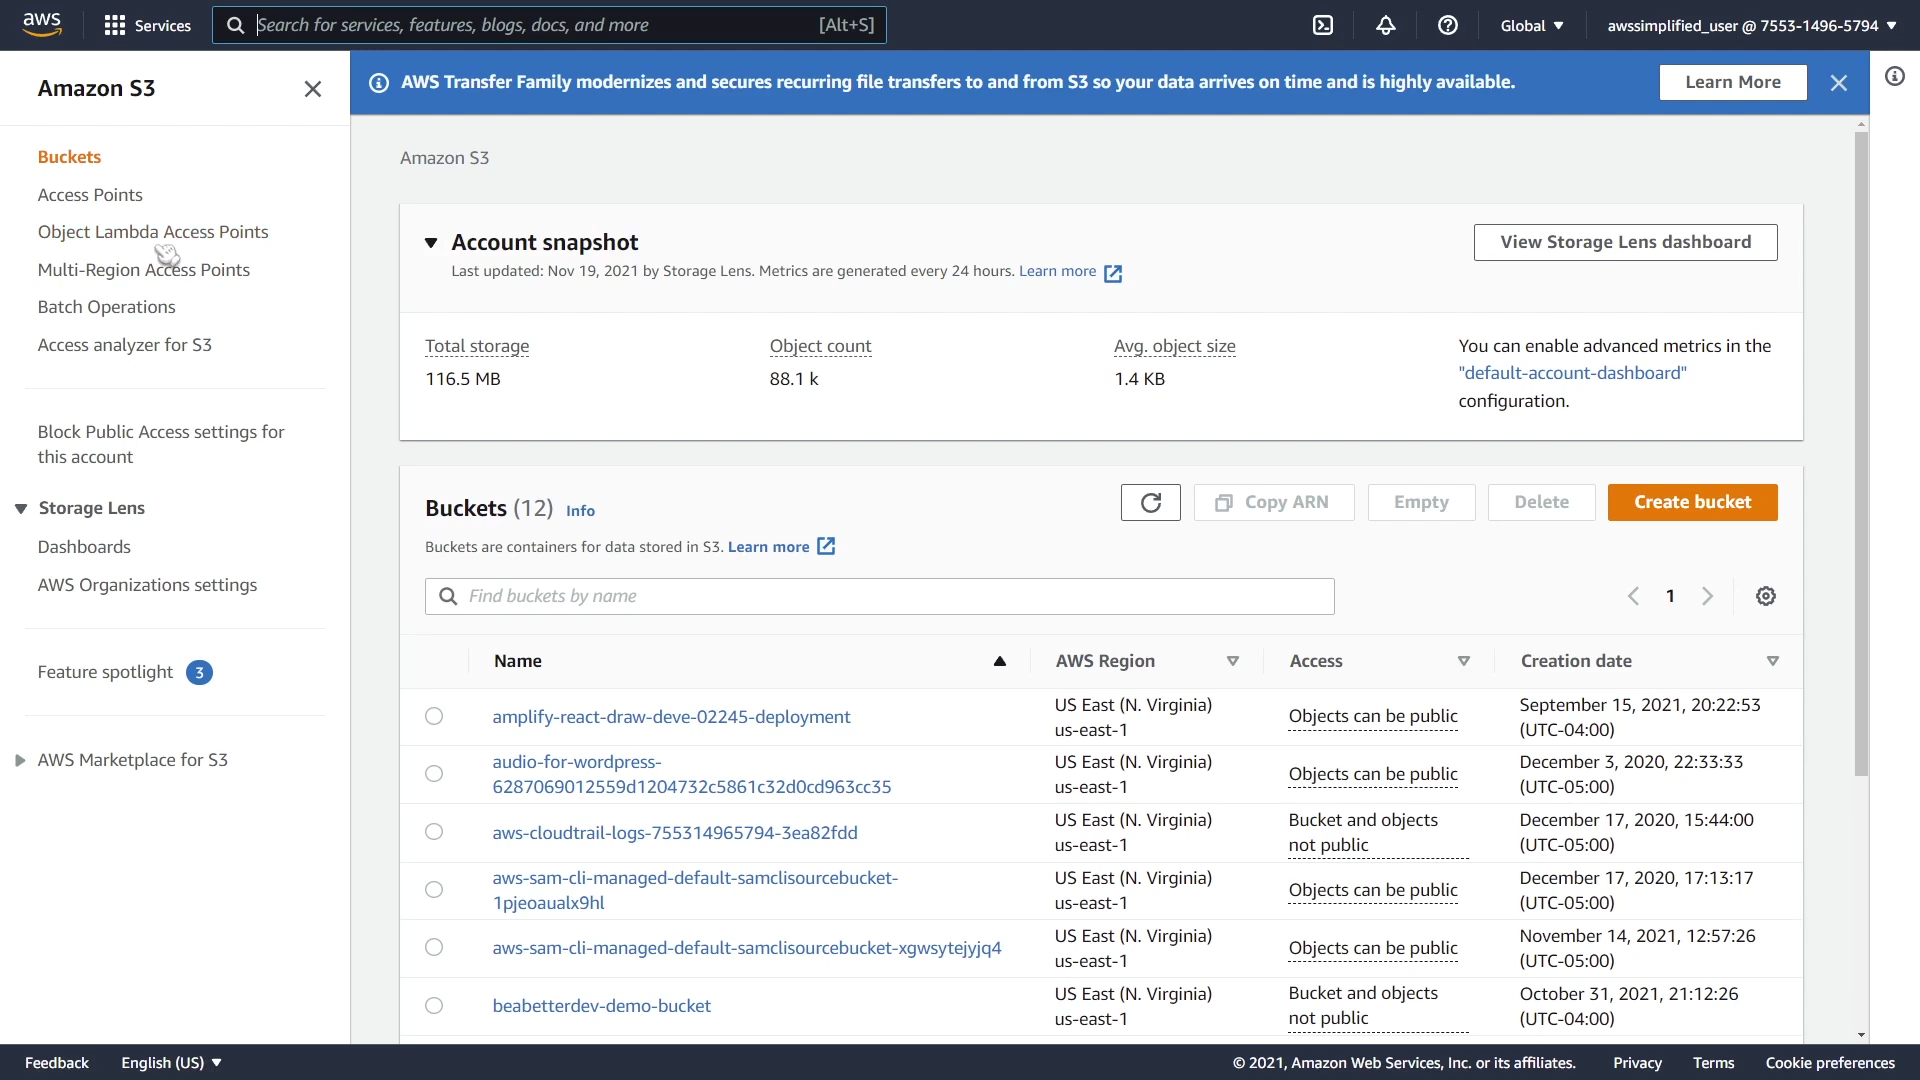 aws
Services
Search for services, features, blogs, docs, and more
[Alt+S]
Global
awssimplified_user @ 7553-1496-5794
Amazon S3
Buckets
Access Points
Object Lambda Access Points
Multi-Region Access Points
Batch Operations
Access analyzer for S3
Block Public Access settings for
this account
Storage Lens
Dashboards
AWS Organizations settings
Feature spotlight 3
AWS Marketplace for S3
AWS Transfer Family modernizes and secures recurring file transfers to and from S3 so your data arrives on time and is highly available.
Learn More
Amazon S3
Account snapshot
Last updated: Nov 19, 2021 by Storage Lens. Metrics are generated every 24 hours. Learn more
View Storage Lens dashboard
Total storage
116.5 MB
Object count
88.1 k
Avg. object size
1.4 KB
You can enable advanced metrics in the
"default-account-dashboard"
configuration.
Buckets (12) Info
Buckets are containers for data stored in S3. Learn more
Copy ARN
Empty
Delete
Create bucket
Find buckets by name
1
Name
AWS Region
Access
Creation date
amplify-react-draw-deve-02245-deployment
US East (N. Virginia)
us-east-1
Objects can be public
September 15, 2021, 20:22:53
(UTC-04:00)
audio-for-wordpress-
6287069012559d1204732c5861c32d0cd963cc35
US East (N. Virginia)
us-east-1
Objects can be public
December 3, 2020, 22:33:33
(UTC-05:00)
aws-cloudtrail-logs-755314965794-3ea82fdd
US East (N. Virginia)
us-east-1
Bucket and objects
not public
December 17, 2020, 15:44:00
(UTC-05:00)
aws-sam-cli-managed-default-samclisourcebucket-
1pjeoaualx9hl
US East (N. Virginia)
us-east-1
Objects can be public
December 17, 2020, 17:13:17
(UTC-05:00)
aws-sam-cli-managed-default-samclisourcebucket-xgwsytejyjq4
US East (N. Virginia)
us-east-1
Objects can be public
November 14, 2021, 12:57:26
(UTC-05:00)
beabetterdev-demo-bucket
US East (N. Virginia)
us-east-1
Bucket and objects
not public
October 31, 2021, 21:12:26
(UTC-04:00)
Feedback
English (US)
© 2021, Amazon Web Services, Inc. or its affiliates.
Privacy
Terms
Cookie preferences